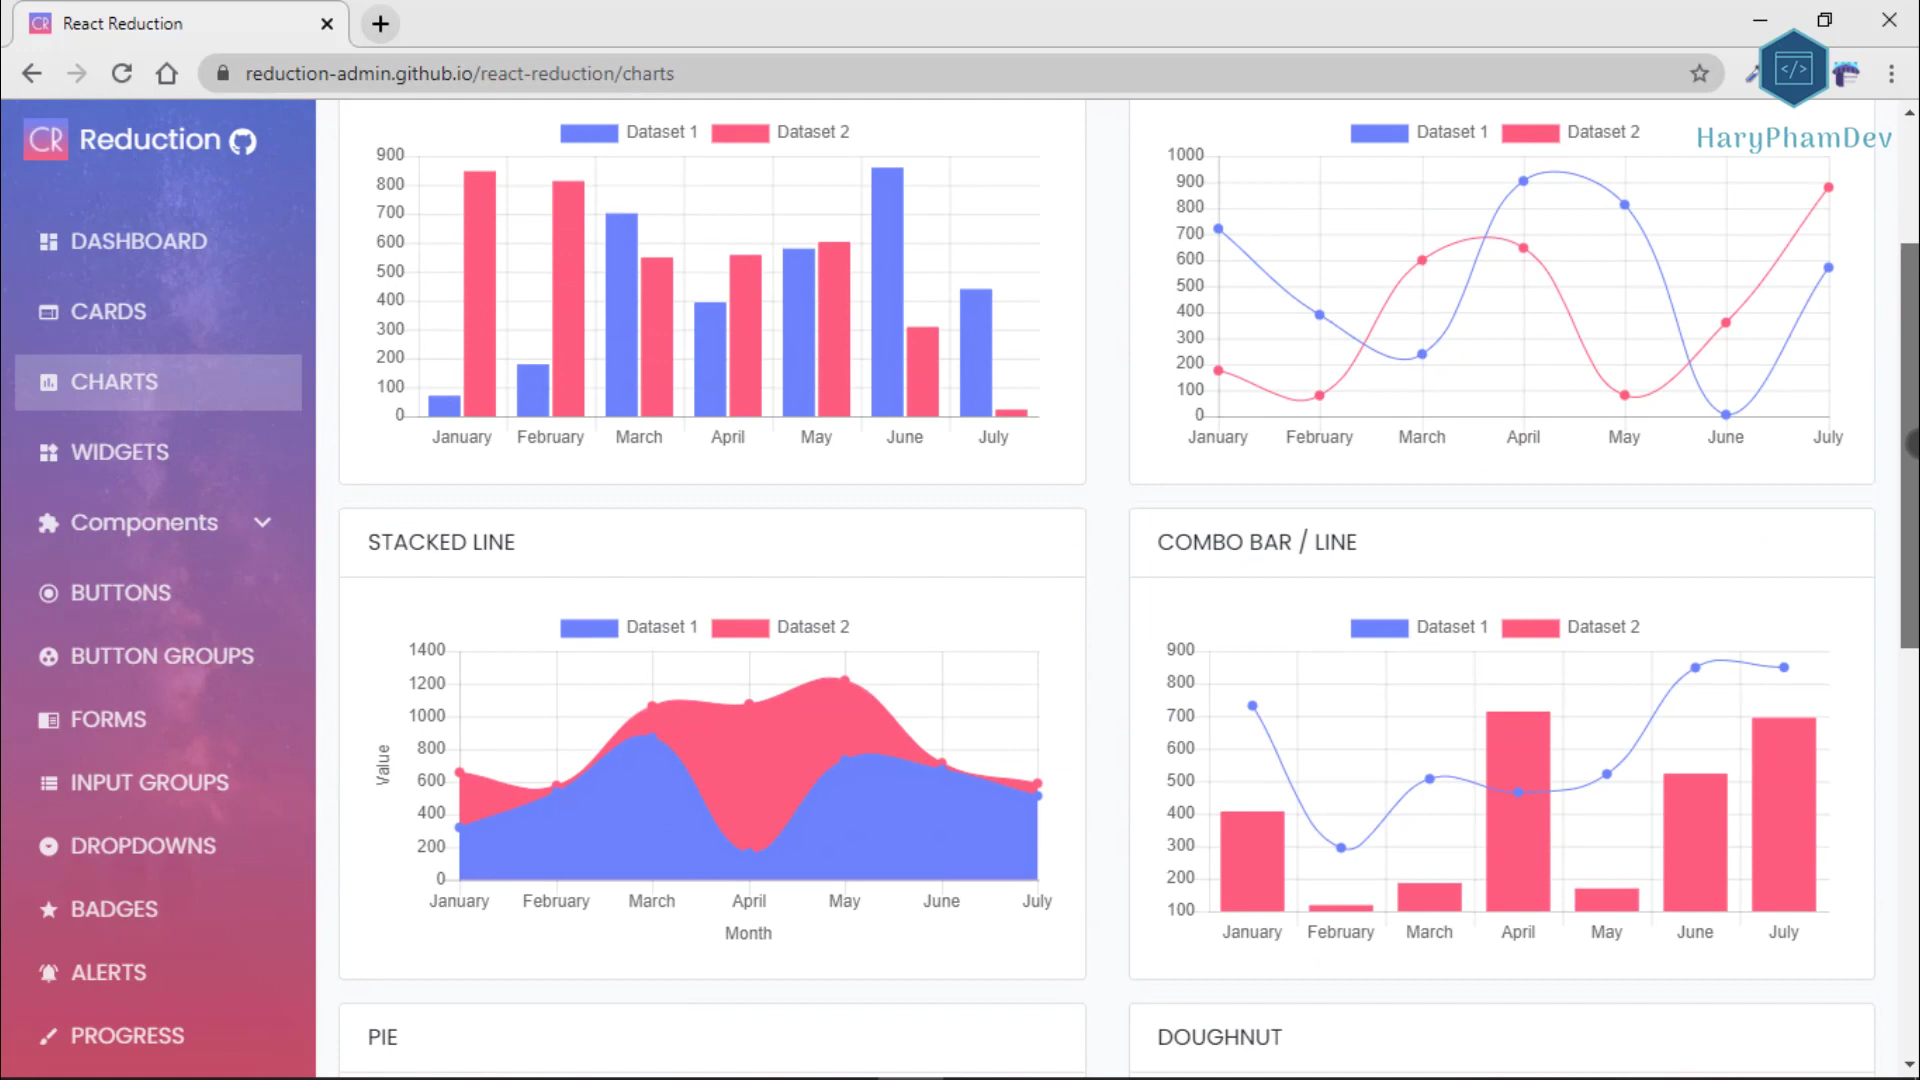 CR React Reduction
reduction-admin.github.io/react-reduction/charts
</>
HaryPhamDev
CR Reduction
DASHBOARD
CARDS
CHARTS
WIDGETS
Components
BUTTONS
BUTTON GROUPS
FORMS
INPUT GROUPS
DROPDOWNS
BADGES
ALERTS
PROGRESS
Dataset 1 Dataset 2
900
800
700
600
500
400
300
200
100
0
January February March April May June July
Dataset 1 Dataset 2
1000
900
800
700
600
500
400
300
200
100
0
January February March April May June July
STACKED LINE
Dataset 1 Dataset 2
1400
1200
1000
800
600
400
200
0
Value
January February March April May June July
Month
COMBO BAR / LINE
Dataset 1 Dataset 2
900
800
700
600
500
400
300
200
100
January February March April May June July
PIE
DOUGHNUT